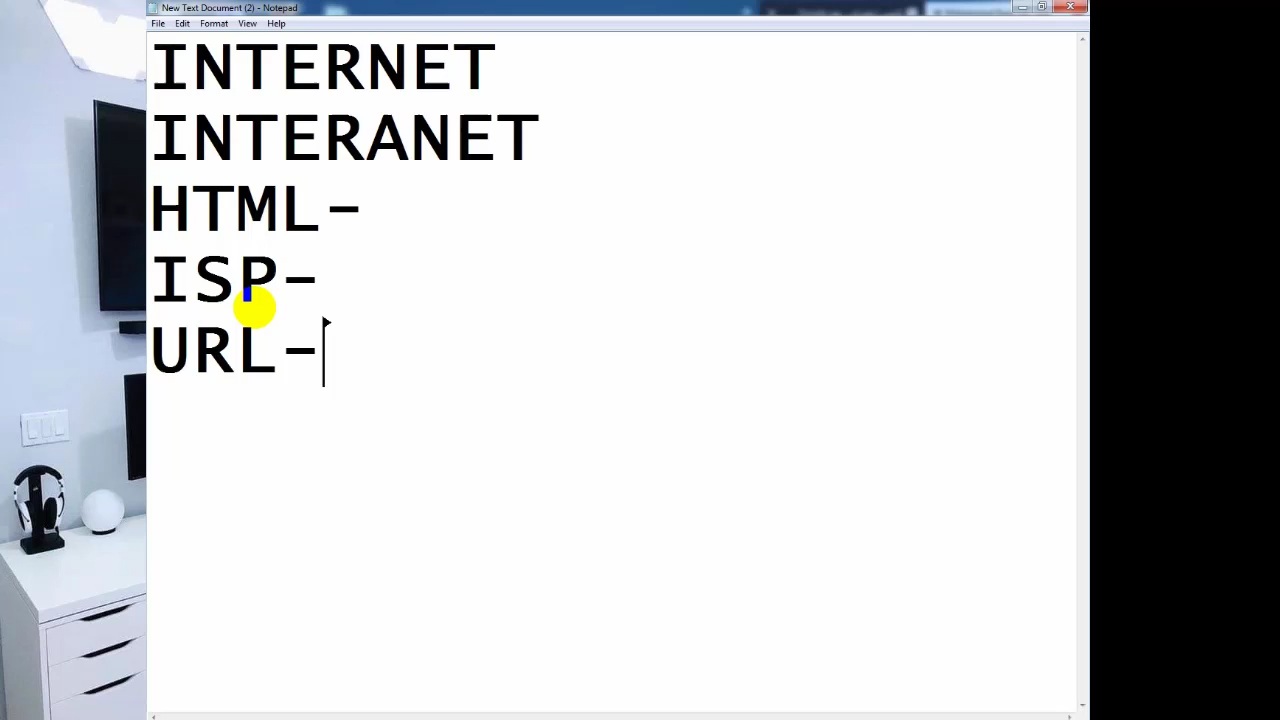 New Text Document (2) - Notepad
File Edit Format View Help
INTERNET
INTERANET
HTML-
ISP-
URL-